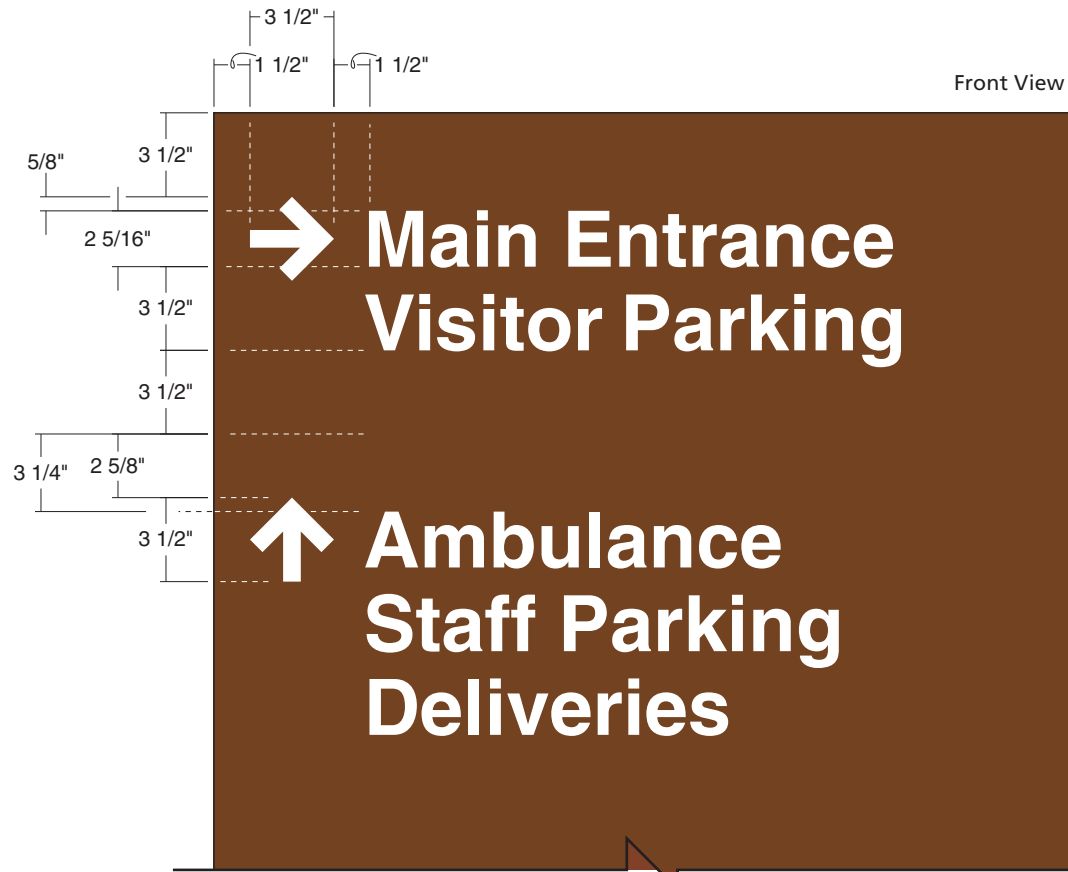 3 1/2"
1 1/2" 1 1/2"
Front View
3 1/2"
5/8"
2 5/16"
Main Entrance
3 1/2"
Visitor Parking
3 1/2"
3 1/4" 2 5/8"
3 1/2"
Ambulance
Staff Parking
Deliveries